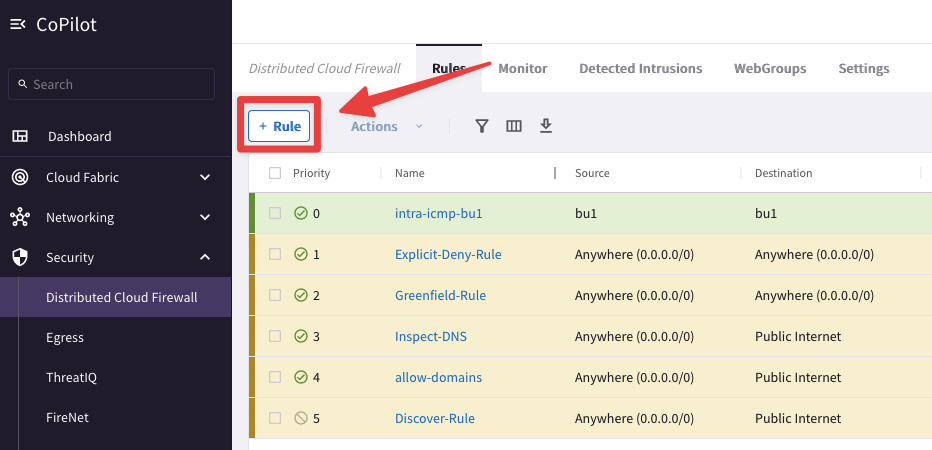 CoPilot
Search
Dashboard
Cloud Fabric
Networking
Security
Distributed Cloud Firewall
Egress
ThreatIQ
FireNet
Distributed Cloud Firewall Rules Monitor Detected Intrusions WebGroups Settings
+ Rule Actions
Priority Name Source Destination
0 intra-icmp-bu1 bu1 bu1
1 Explicit-Deny-Rule Anywhere (0.0.0.0/0) Anywhere (0.0.0.0/0)
2 Greenfield-Rule Anywhere (0.0.0.0/0) Anywhere (0.0.0.0/0)
3 Inspect-DNS Anywhere (0.0.0.0/0) Public Internet
4 allow-domains Anywhere (0.0.0.0/0) Public Internet
5 Discover-Rule Anywhere (0.0.0.0/0) Public Internet